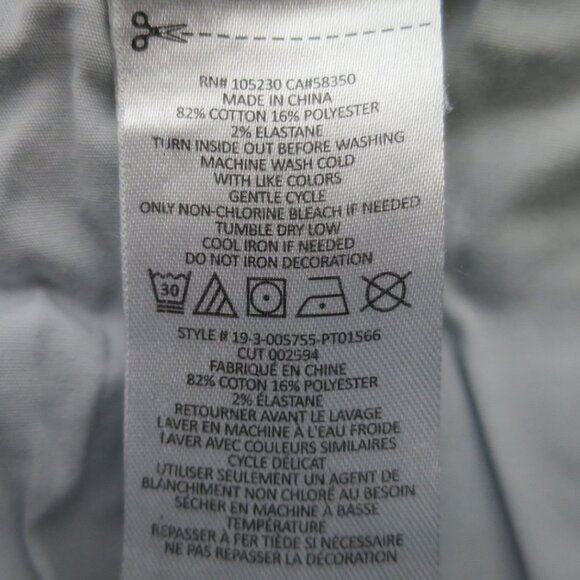 RN# 105230 CA#58350
MADE IN CHINA
82% COTTON 16% POLYESTER
2% ELASTANE
TURN INSIDE OUT BEFORE WASHING
MACHINE WASH COLD
WITH LIKE COLORS
GENTLE CYCLE
ONLY NON-CHLORINE BLEACH IF NEEDED
TUMBLE DRY LOW
COOL IRON IF NEEDED
DO NOT IRON DECORATION
30
STYLE # 19-3-005755-PT01566
CUT 002594
FABRIQUÉ EN CHINE
82% COTON 16% POLYESTER
2% ÉLASTANE
RETOURNER AVANT LE LAVAGE
LAVER EN MACHINE À L'EAU FROIDE
LAVER AVEC COULEURS SIMILAIRES
CYCLE DÉLICAT
UTILISER SEULEMENT UN AGENT DE
BLANCHIMENT NON CHLORÉ AU BESOIN
SÉCHER EN MACHINE À BASSE
TEMPÉRATURE
REPASSER À FER TIÈDE SI NÉCESSAIRE
NE PAS REPASSER LA DÉCORATION